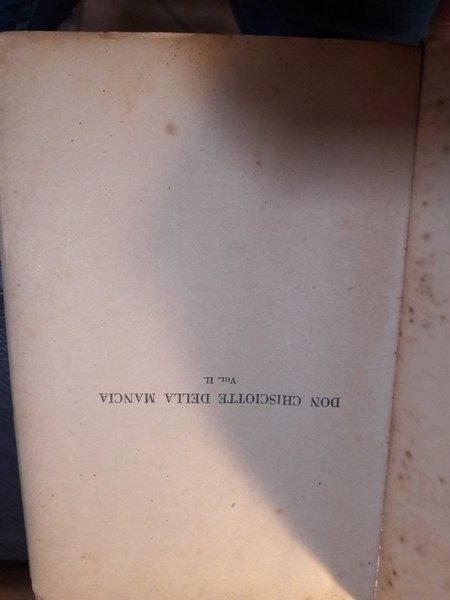 DON CHISCIOTTE DELLA MANCIA
Vol. II.